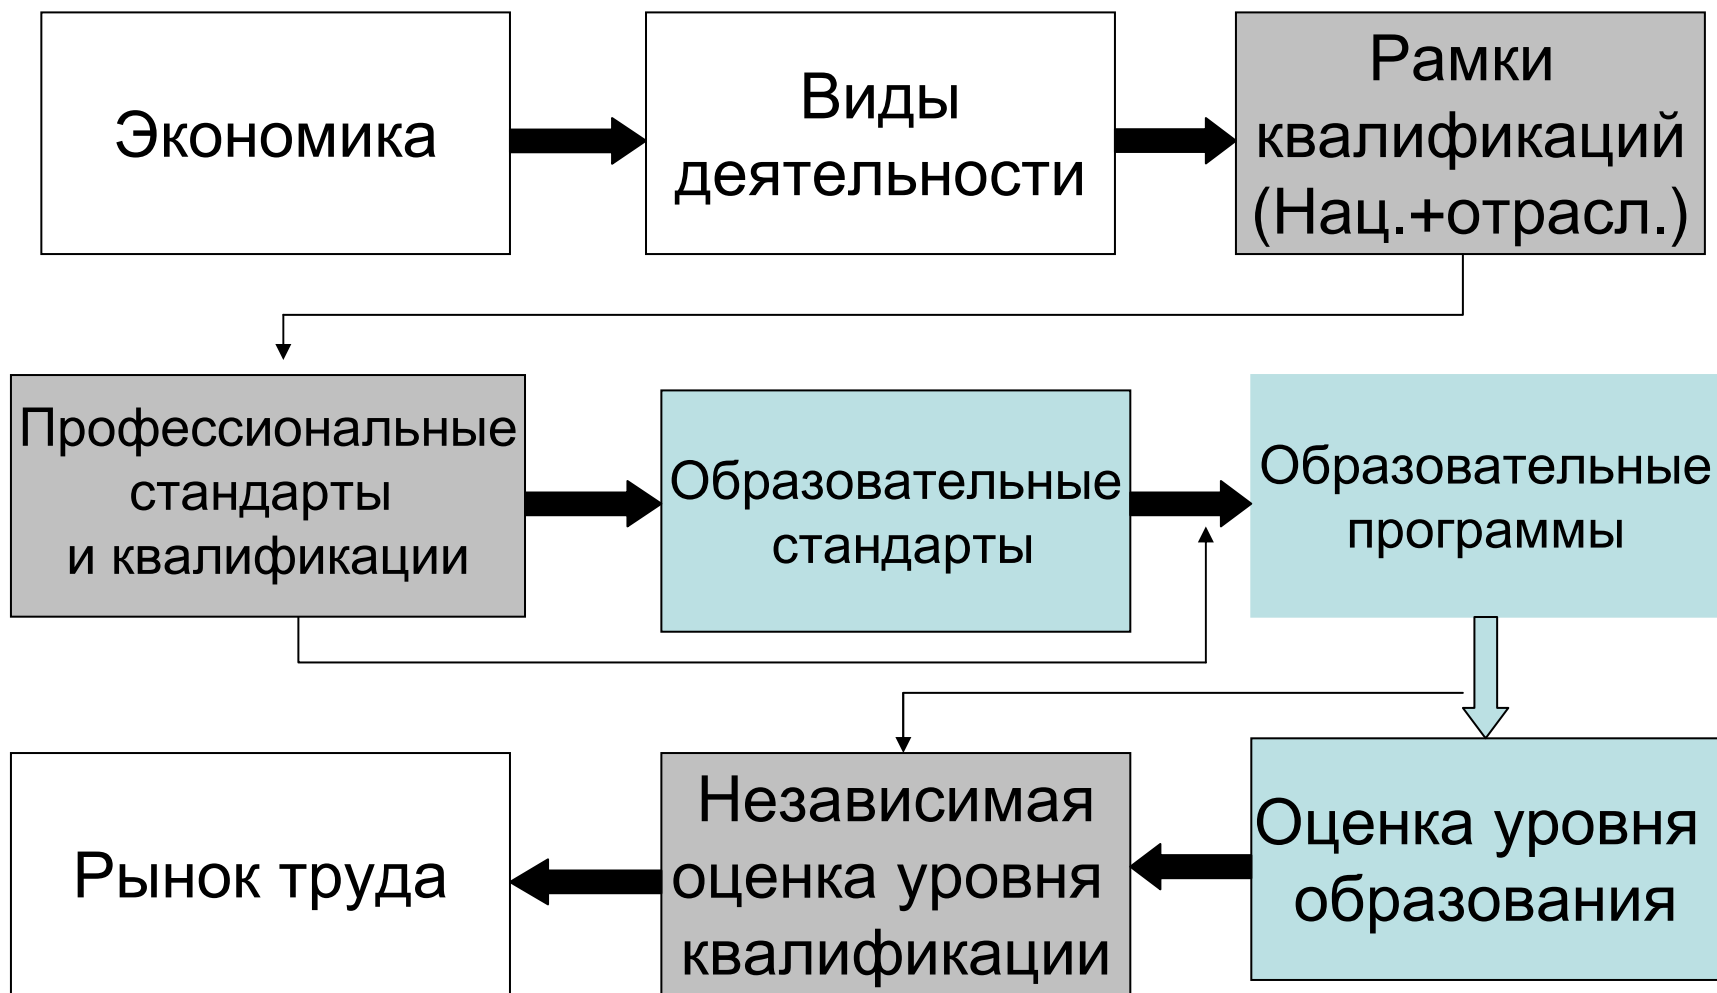 Экономика
Виды
деятельности
Рамки
квалификаций
(Нац.+отрасл.)
Профессиональные
стандарты
и квалификации
Образовательные
стандарты
Образовательные
программы
Рынок труда
Независимая
оценка уровня
квалификации
Оценка уровня
образования